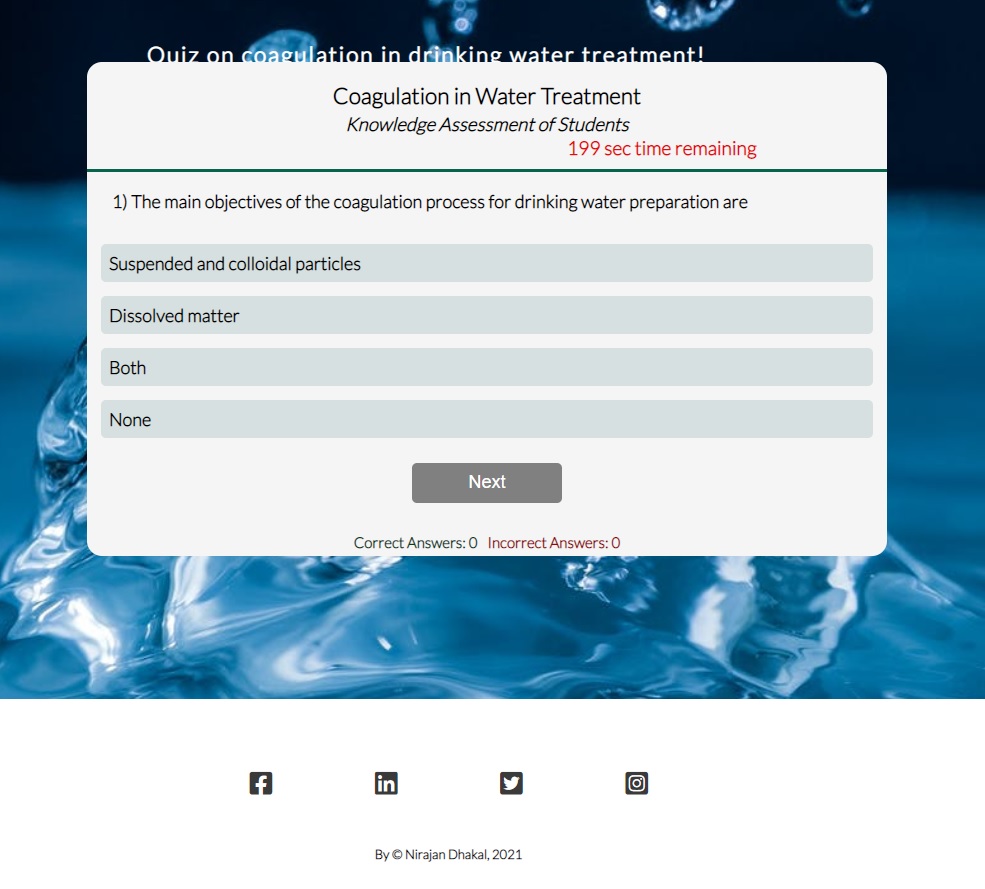 Quiz on coagulation in drinking water treatment!
Coagulation in Water Treatment
Knowledge Assessment of Students
199 sec time remaining
1) The main objectives of the coagulation process for drinking water preparation are
Suspended and colloidal particles
Dissolved matter
Both
None
Next
Correct Answers: 0 Incorrect Answers: 0
By © Nirajan Dhakal, 2021